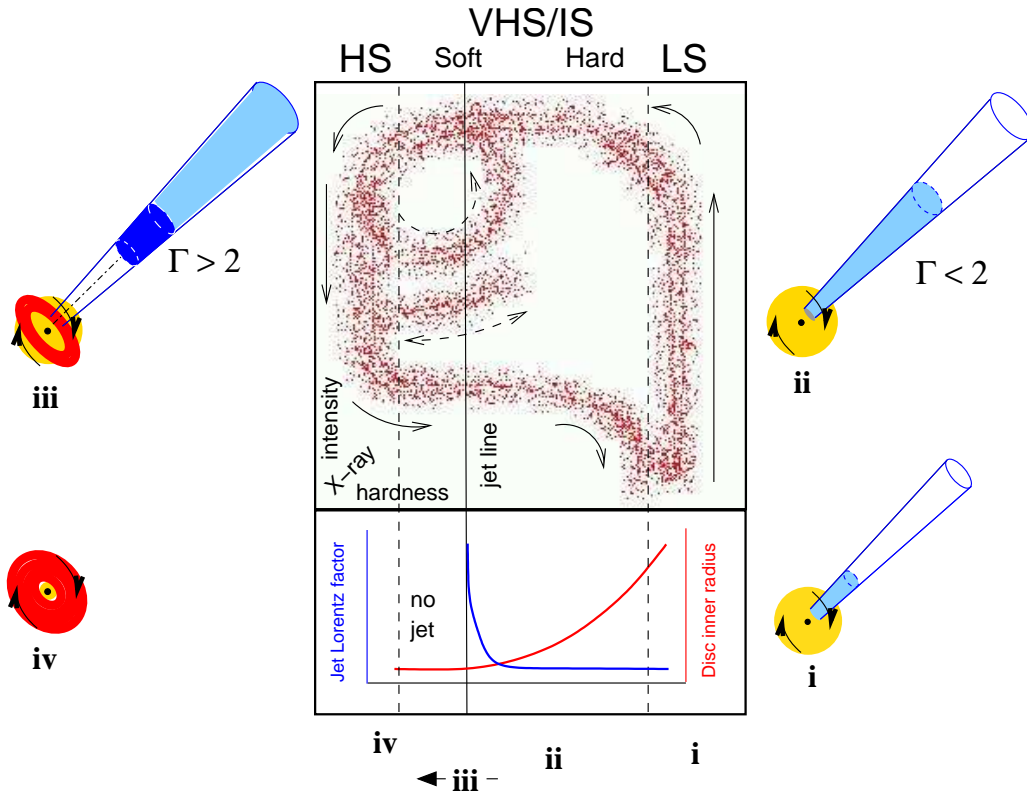 VHS/IS
HS Soft Hard LS
Γ > 2
iii
Γ < 2
ii
intensity
X-ray
hardness
jet line
iv
i
Jet Lorentz factor
no
jet
Disc inner radius
iv
iii
ii
i